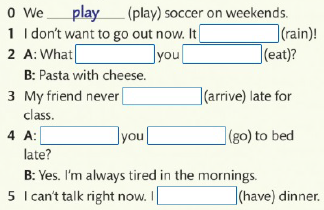 0 We play (play) soccer on weekends.
1 I don't want to go out now. It (rain)!
2 A: What you (eat)?
B: Pasta with cheese.
3 My friend never (arrive) late for
class.
4 A: you (go) to bed
late?
B: Yes. I'm always tired in the mornings.
5 I can't talk right now. I (have) dinner.